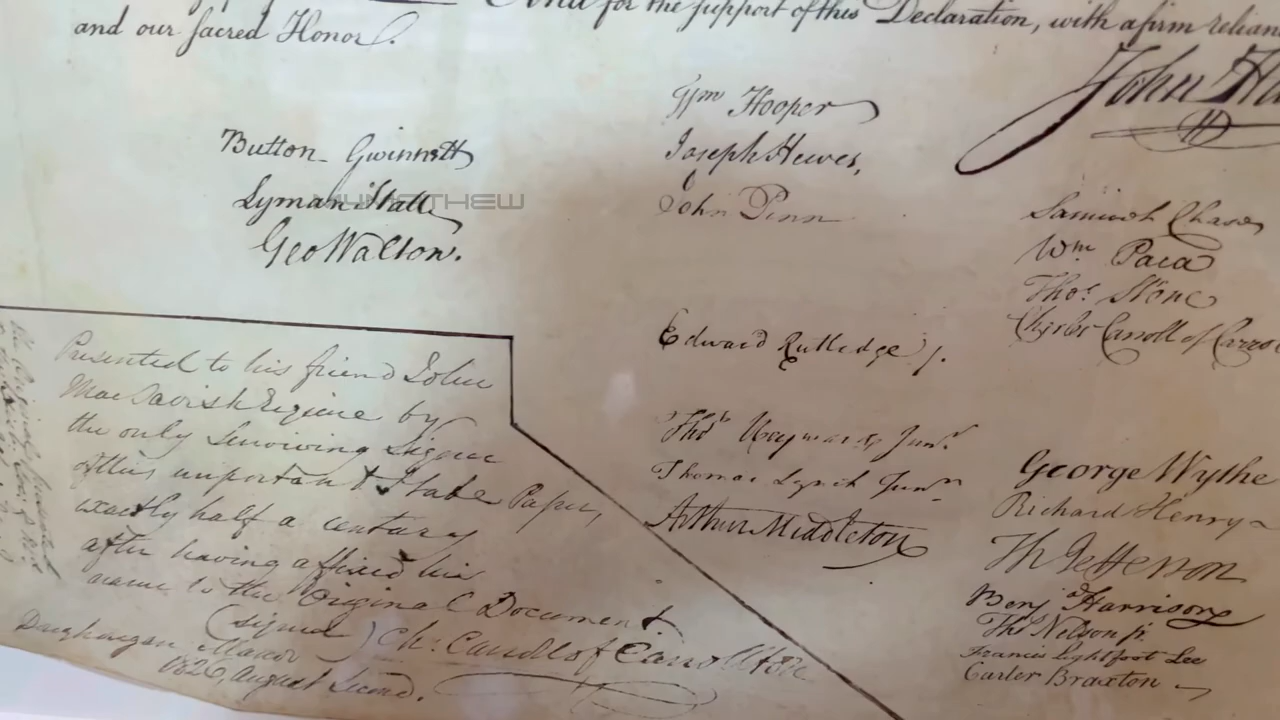 And for the support of this Declaration, with a firm relian
and our sacred Honor.
Button Gwinnett
Lyman Hall
Geo Walton.
Wm Hooper
Joseph Hewes,
John Penn
Edward Rutledge /.
Thos Heyward Junr.
Thomas Lynch Junr.
Arthur Middleton
John Ha
Samuel Chase
Wm Paca
Thos Stone
Charles Carroll of Carro
George Wythe
Richard Henry
Th Jefferson
Benj Harrison
Thos Nelson jr.
Francis Lightfoot Lee
Carter Braxton
Presented to his friend John
MacTavish Esquire by
the only Surviving Signer
of this important State Paper,
exactly half a century
after having affixed his
name to the Original Document
(signed) Ch. Carroll of Carrollton
Doughoragen Manor
1826, August Second.